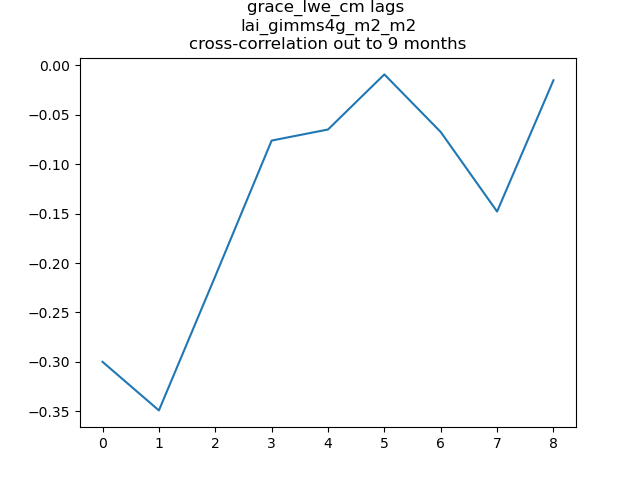 grace_lwe_cm lags
lai_gimms4g_m2_m2
cross-correlation out to 9 months
0.00
−0.05
−0.10
−0.15
−0.20
−0.25
−0.30
−0.35
0 1 2 3 4 5 6 7 8